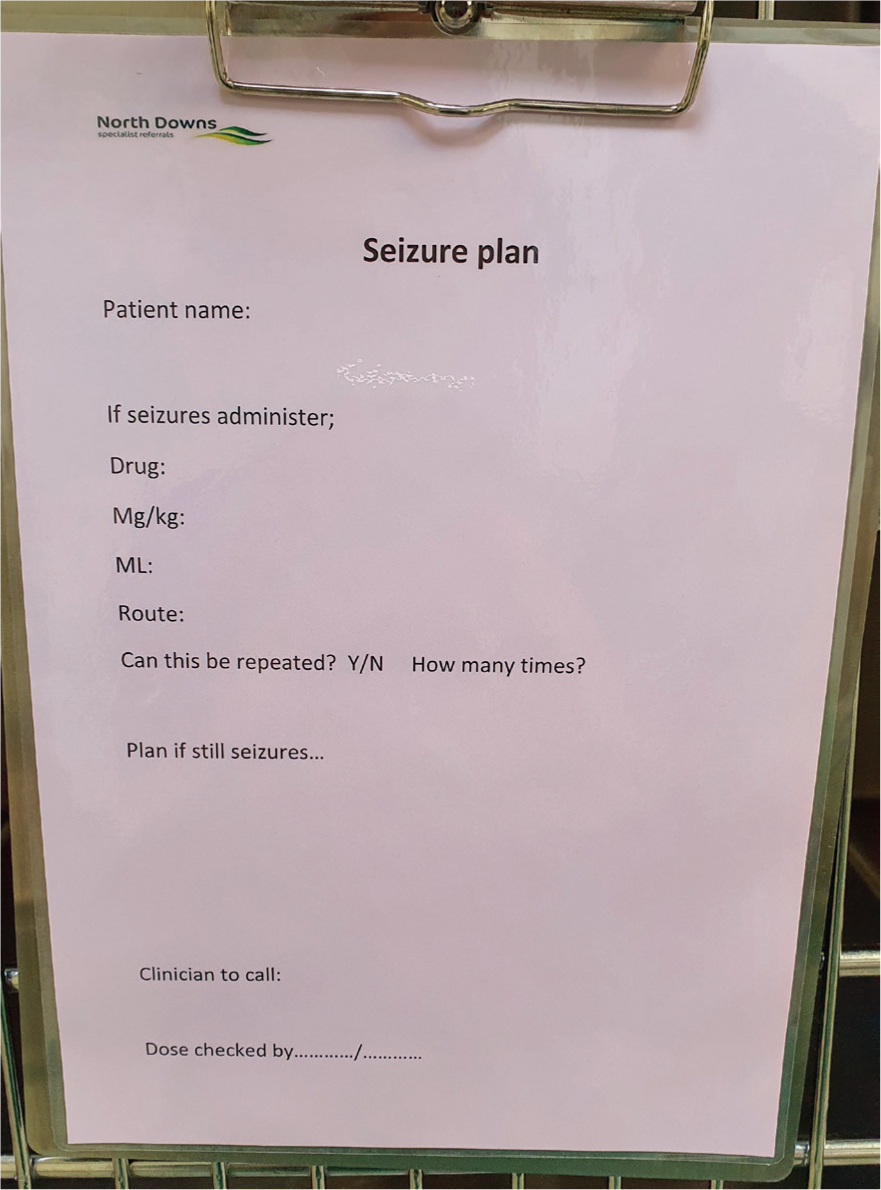 North Downs
specialist referrals
Seizure plan
Patient name:
If seizures administer;
Drug:
Mg/kg:
ML:
Route:
Can this be repeated? Y/N How many times?
Plan if still seizures...
Clinician to call:
Dose checked by............/............